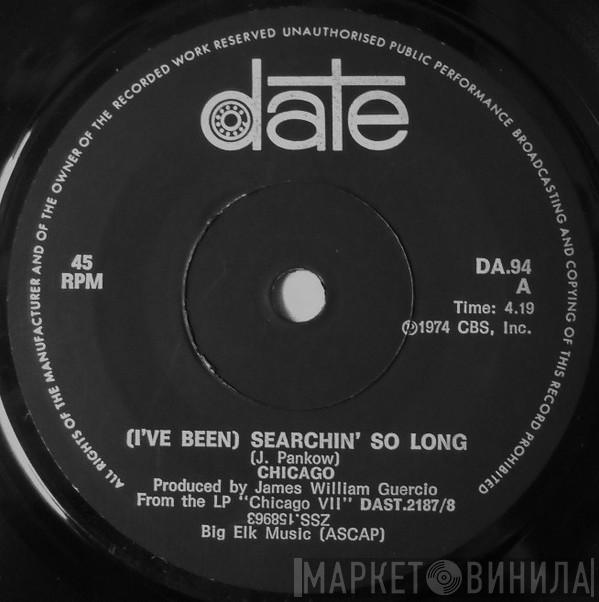 ALL RIGHTS OF THE MANUFACTURER AND OF THE OWNER OF THE RECORDED WORK RESERVED UNAUTHORISED PUBLIC PERFORMANCE BROADCASTING AND COPYING OF THIS RECORD PROHIBITED
date
45
RPM
DA.94
A
Time: 4.19
Ⓟ1974 CBS, Inc.
(I'VE BEEN) SEARCHIN' SO LONG
(J. Pankow)
CHICAGO
Produced by James William Guercio
From the LP "Chicago VII" DAST.2187/8
ZSS.158963
Big Elk Music (ASCAP)
МАРКЕТ ВИНИЛА